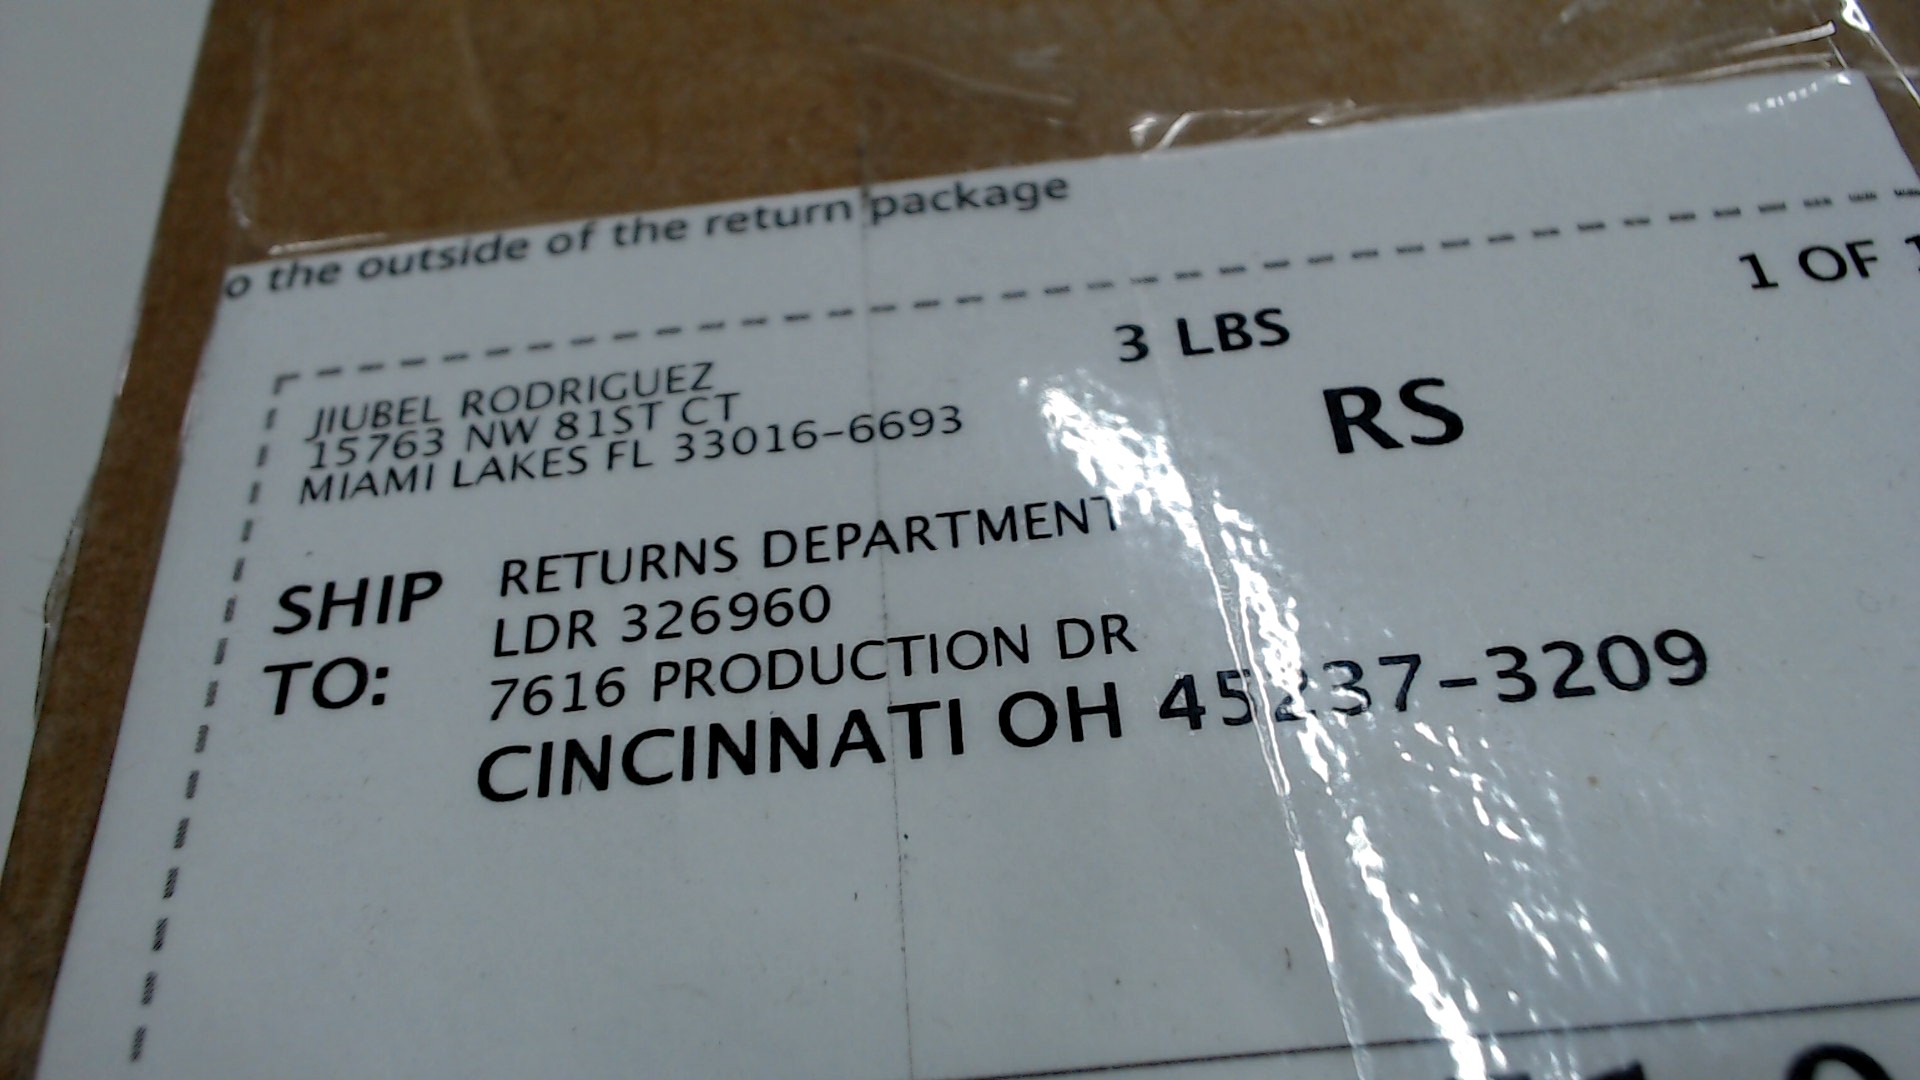 o the outside of the return package
1 OF 1
3 LBS
RS
JIUBEL RODRIGUEZ
15763 NW 81ST CT
MIAMI LAKES FL 33016-6693
SHIP TO:
RETURNS DEPARTMENT
LDR 326960
7616 PRODUCTION DR
CINCINNATI OH 45237-3209